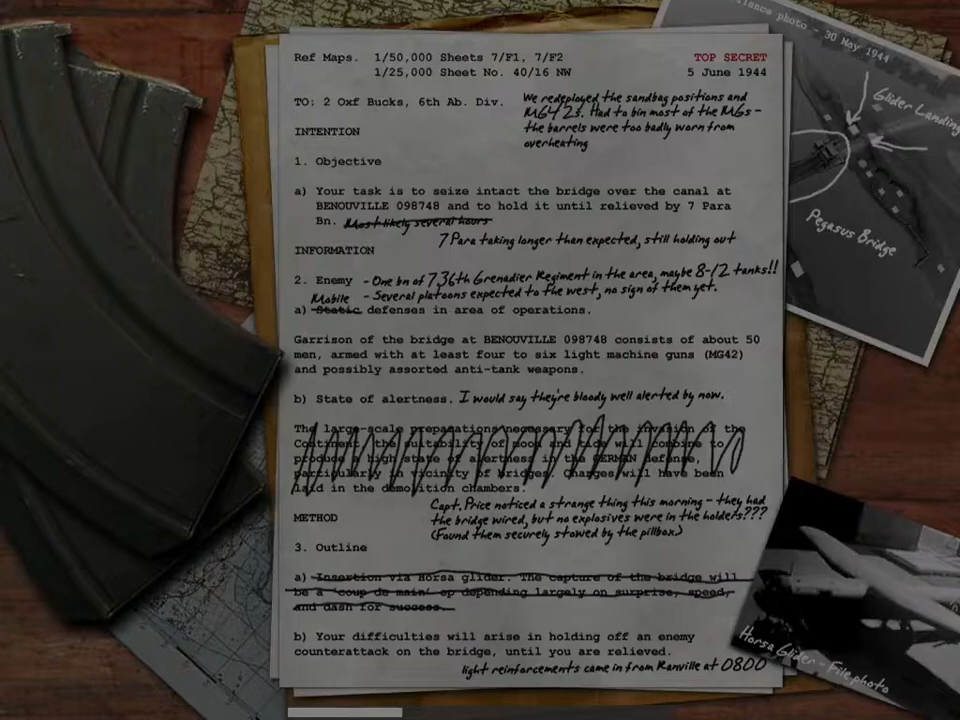 Ref Maps. 1/50,000 Sheets 7/F1, 7/F2
1/25,000 Sheet No. 40/16 NW
TOP SECRET
5 June 1944
TO: 2 Oxf Bucks, 6th Ab. Div.
We redeployed the sandbag positions and
MG42s. Had to bin most of the MGs -
the barrels were too badly worn from
overheating
INTENTION
1. Objective
a) Your task is to seize intact the bridge over the canal at
BENOUVILLE 098748 and to hold it until relieved by 7 Para
Bn. Most likely several hours
7 Para taking longer than expected, still holding out
INFORMATION
2. Enemy - One bn of 736th Grenadier Regiment in the area, maybe 8-12 tanks!!
- Several platoons expected to the west, no sign of them yet.
Mobile
a) Static defenses in area of operations.
Garrison of the bridge at BENOUVILLE 098748 consists of about 50
men, armed with at least four to six light machine guns (MG42)
and possibly assorted anti-tank weapons.
b) State of alertness. I would say they're bloody well alerted by now.
The large-scale preparations necessary for the invasion of the
Continent, the suitability of moon and tide will combine to
produce a high state of alertness in the GERMAN defense,
particularly in vicinity of bridges. Charges will have been
laid in the demolition chambers.
Capt. Price noticed a strange thing this morning - they had
the bridge wired, but no explosives were in the holders???
(Found them securely stowed by the pillbox.)
METHOD
3. Outline
a) Insertion via Horsa glider. The capture of the bridge will
be a 'coup de main' op depending largely on surprise, speed,
and dash for success.
b) Your difficulties will arise in holding off an enemy
counterattack on the bridge, until you are relieved.
light reinforcements came in from Ranville at 0800
photo - 30 May 1944
Glider Landing
Pegasus Bridge
Horsa Glider - File photo